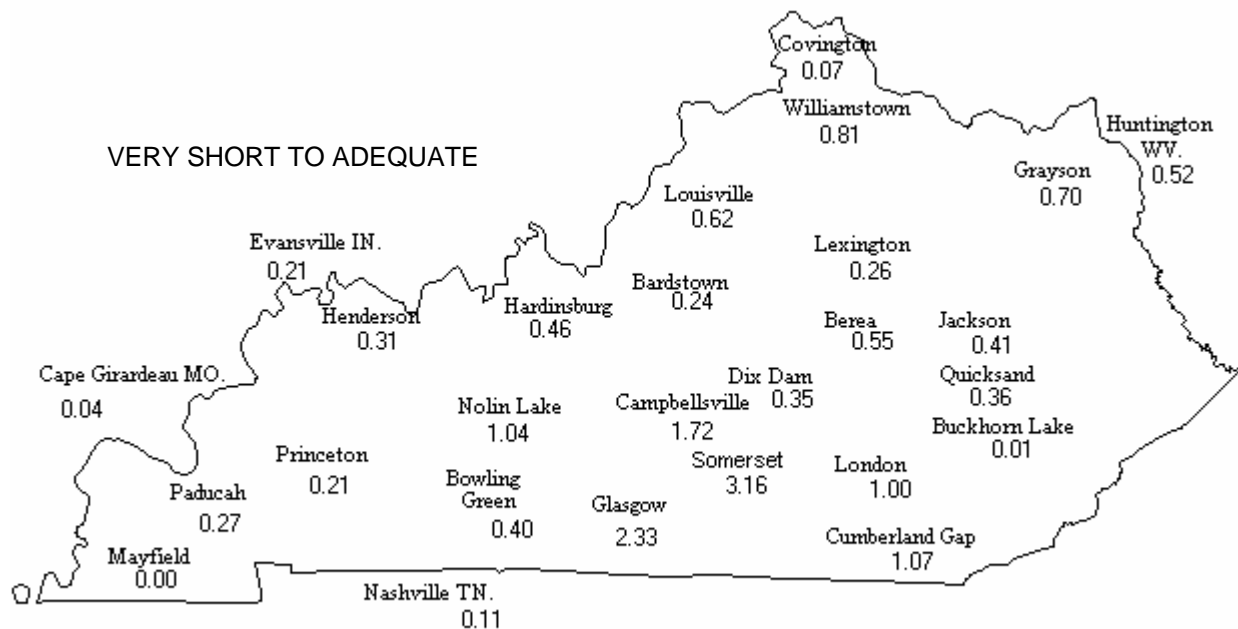 Covington
0.07
Williamstown
0.81
Huntington
WV.
0.52
VERY SHORT TO ADEQUATE
Grayson
0.70
Louisville
0.62
Evansville IN.
0.21
Lexington
0.26
Bardstown
0.24
Henderson
0.31
Hardinsburg
0.46
Berea
0.55
Jackson
0.41
Cape Girardeau MO.
0.04
Dix Dam
0.35
Quicksand
0.36
Nolin Lake
1.04
Campbellsville
1.72
Buckhorn Lake
0.01
Princeton
0.21
Somerset
3.16
London
1.00
Bowling
Green
0.40
Paducah
0.27
Glasgow
2.33
Cumberland Gap
1.07
Mayfield
0.00
Nashville TN.
0.11